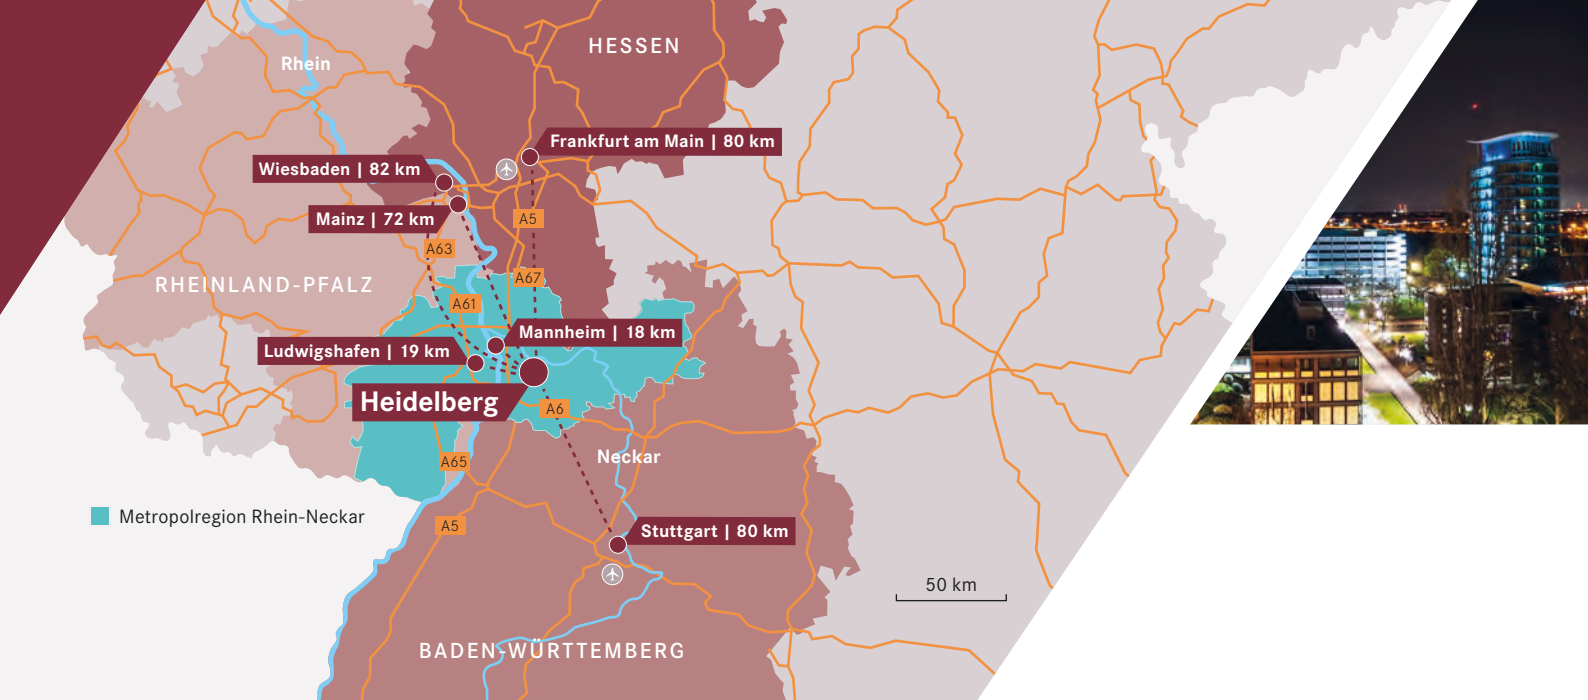 HESSEN
Rhein
Frankfurt am Main | 80 km
Wiesbaden | 82 km
Mainz | 72 km
A5
A63
A67
RHEINLAND-PFALZ
A61
Mannheim | 18 km
Ludwigshafen | 19 km
Heidelberg
A6
Neckar
A65
Metropolregion Rhein-Neckar
A5
Stuttgart | 80 km
50 km
BADEN-WÜRTTEMBERG